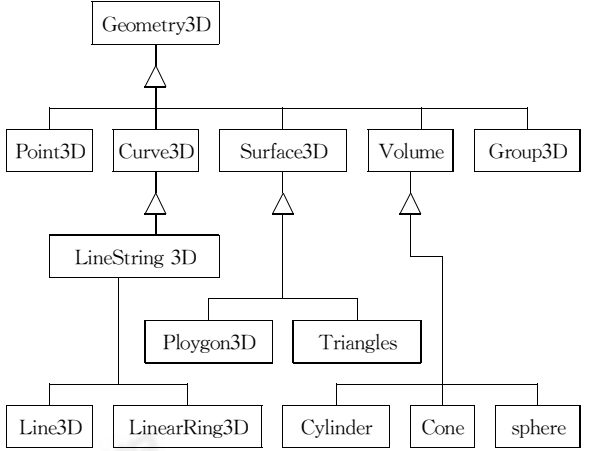 Geometry3D
Point3D
Curve3D
Surface3D
Volume
Group3D
LineString 3D
Ploygon3D
Triangles
Line3D
LinearRing3D
Cylinder
Cone
sphere